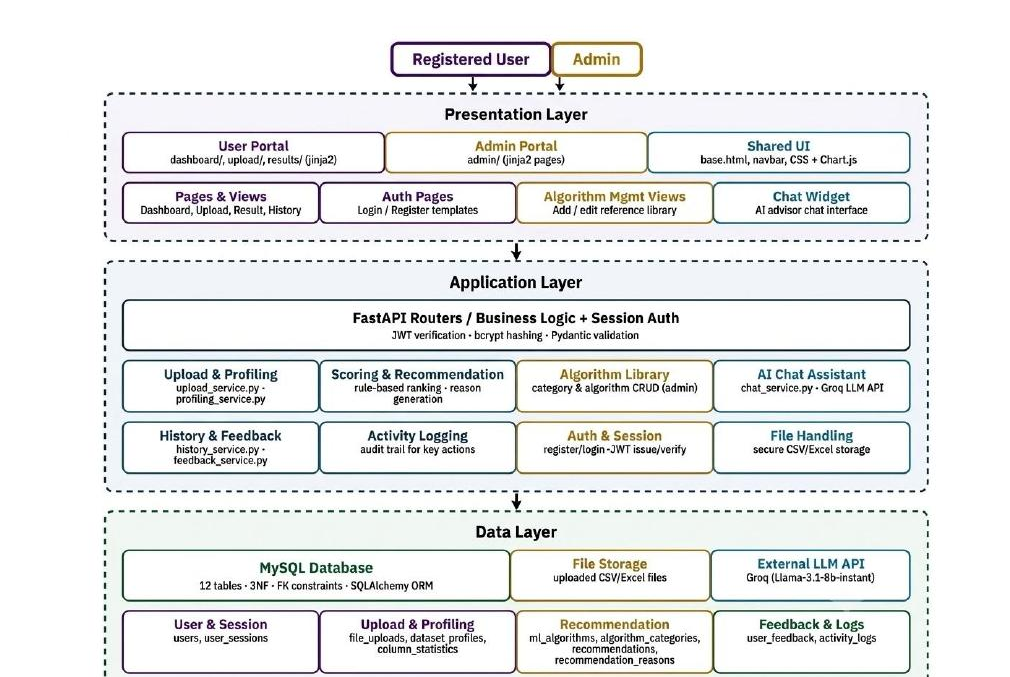 Registered User
Admin
Presentation Layer
User Portal
dashboard/, upload/, results/ (jinja2)
Admin Portal
admin/ (jinja2 pages)
Shared UI
base.html, navbar, CSS + Chart.js
Pages & Views
Dashboard, Upload, Result, History
Auth Pages
Login / Register templates
Algorithm Mgmt Views
Add / edit reference library
Chat Widget
AI advisor chat interface
Application Layer
FastAPI Routers / Business Logic + Session Auth
JWT verification · bcrypt hashing · Pydantic validation
Upload & Profiling
upload_service.py ·
profiling_service.py
Scoring & Recommendation
rule-based ranking · reason
generation
Algorithm Library
category & algorithm CRUD (admin)
AI Chat Assistant
chat_service.py · Groq LLM API
History & Feedback
history_service.py ·
feedback_service.py
Activity Logging
audit trail for key actions
Auth & Session
register/login ·JWT issue/verify
File Handling
secure CSV/Excel storage
Data Layer
MySQL Database
12 tables · 3NF · FK constraints · SQLAlchemy ORM
File Storage
uploaded CSV/Excel files
External LLM API
Groq (Llama-3.1-8b-instant)
User & Session
users, user_sessions
Upload & Profiling
file_uploads, dataset_profiles,
column_statistics
Recommendation
ml_algorithms, algorithm_categories,
recommendations,
recommendation_reasons
Feedback & Logs
user_feedback, activity_logs